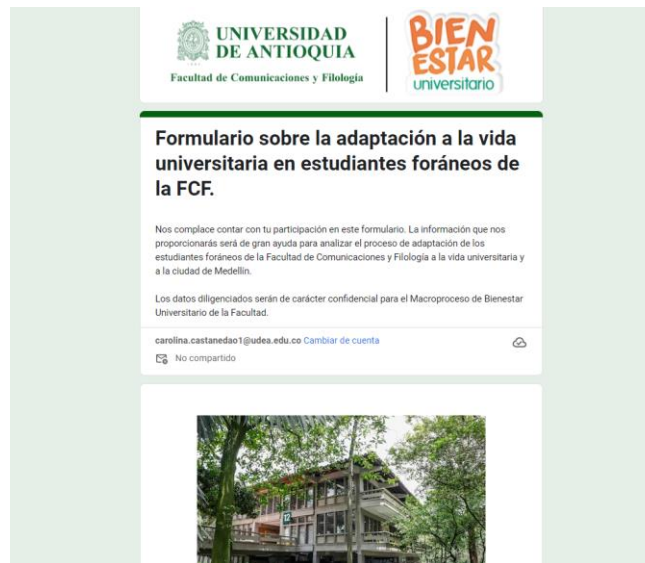 UNIVERSIDAD
DE ANTIOQUIA
Facultad de Comunicaciones y Filología
BIEN
ESTAR
universitario
Formulario sobre la adaptación a la vida
universitaria en estudiantes foráneos de
la FCF.
Nos complace contar con tu participación en este formulario. La información que nos
proporcionarás será de gran ayuda para analizar el proceso de adaptación de los
estudiantes foráneos de la Facultad de Comunicaciones y Filología a la vida universitaria y
a la ciudad de Medellín.
Los datos diligenciados serán de carácter confidencial para el Macroproceso de Bienestar
Universitario de la Facultad.
carolina.castanedao1@udea.edu.co Cambiar de cuenta
No compartido
12